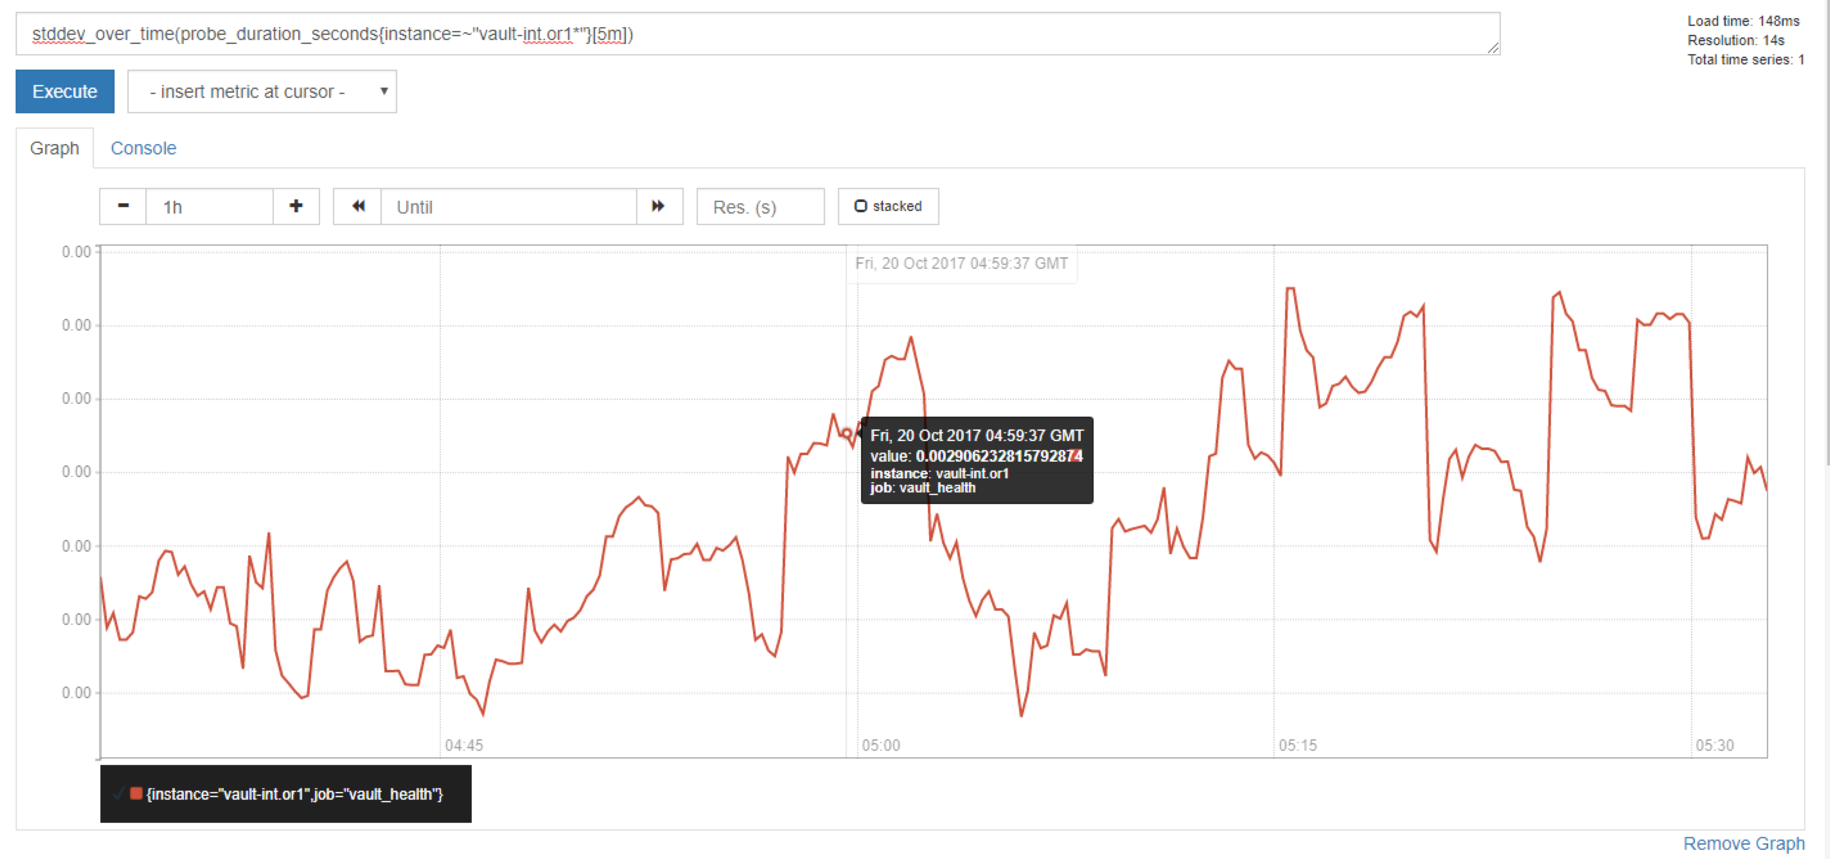 stddev_over_time(probe_duration_seconds{instance=~"vault-int.or1*"}[5m])
Load time: 148ms
Resolution: 14s
Total time series: 1
Execute
- insert metric at cursor -
Graph
Console
1h
Until
Res. (s)
stacked
0.00
Fri, 20 Oct 2017 04:59:37 GMT
0.00
0.00
Fri, 20 Oct 2017 04:59:37 GMT
value: 0.002906232815792874
instance: vault-int.or1
job: vault_health
0.00
0.00
0.00
0.00
04:45
05:00
05:15
05:30
{instance="vault-int.or1",job="vault_health"}
Remove Graph